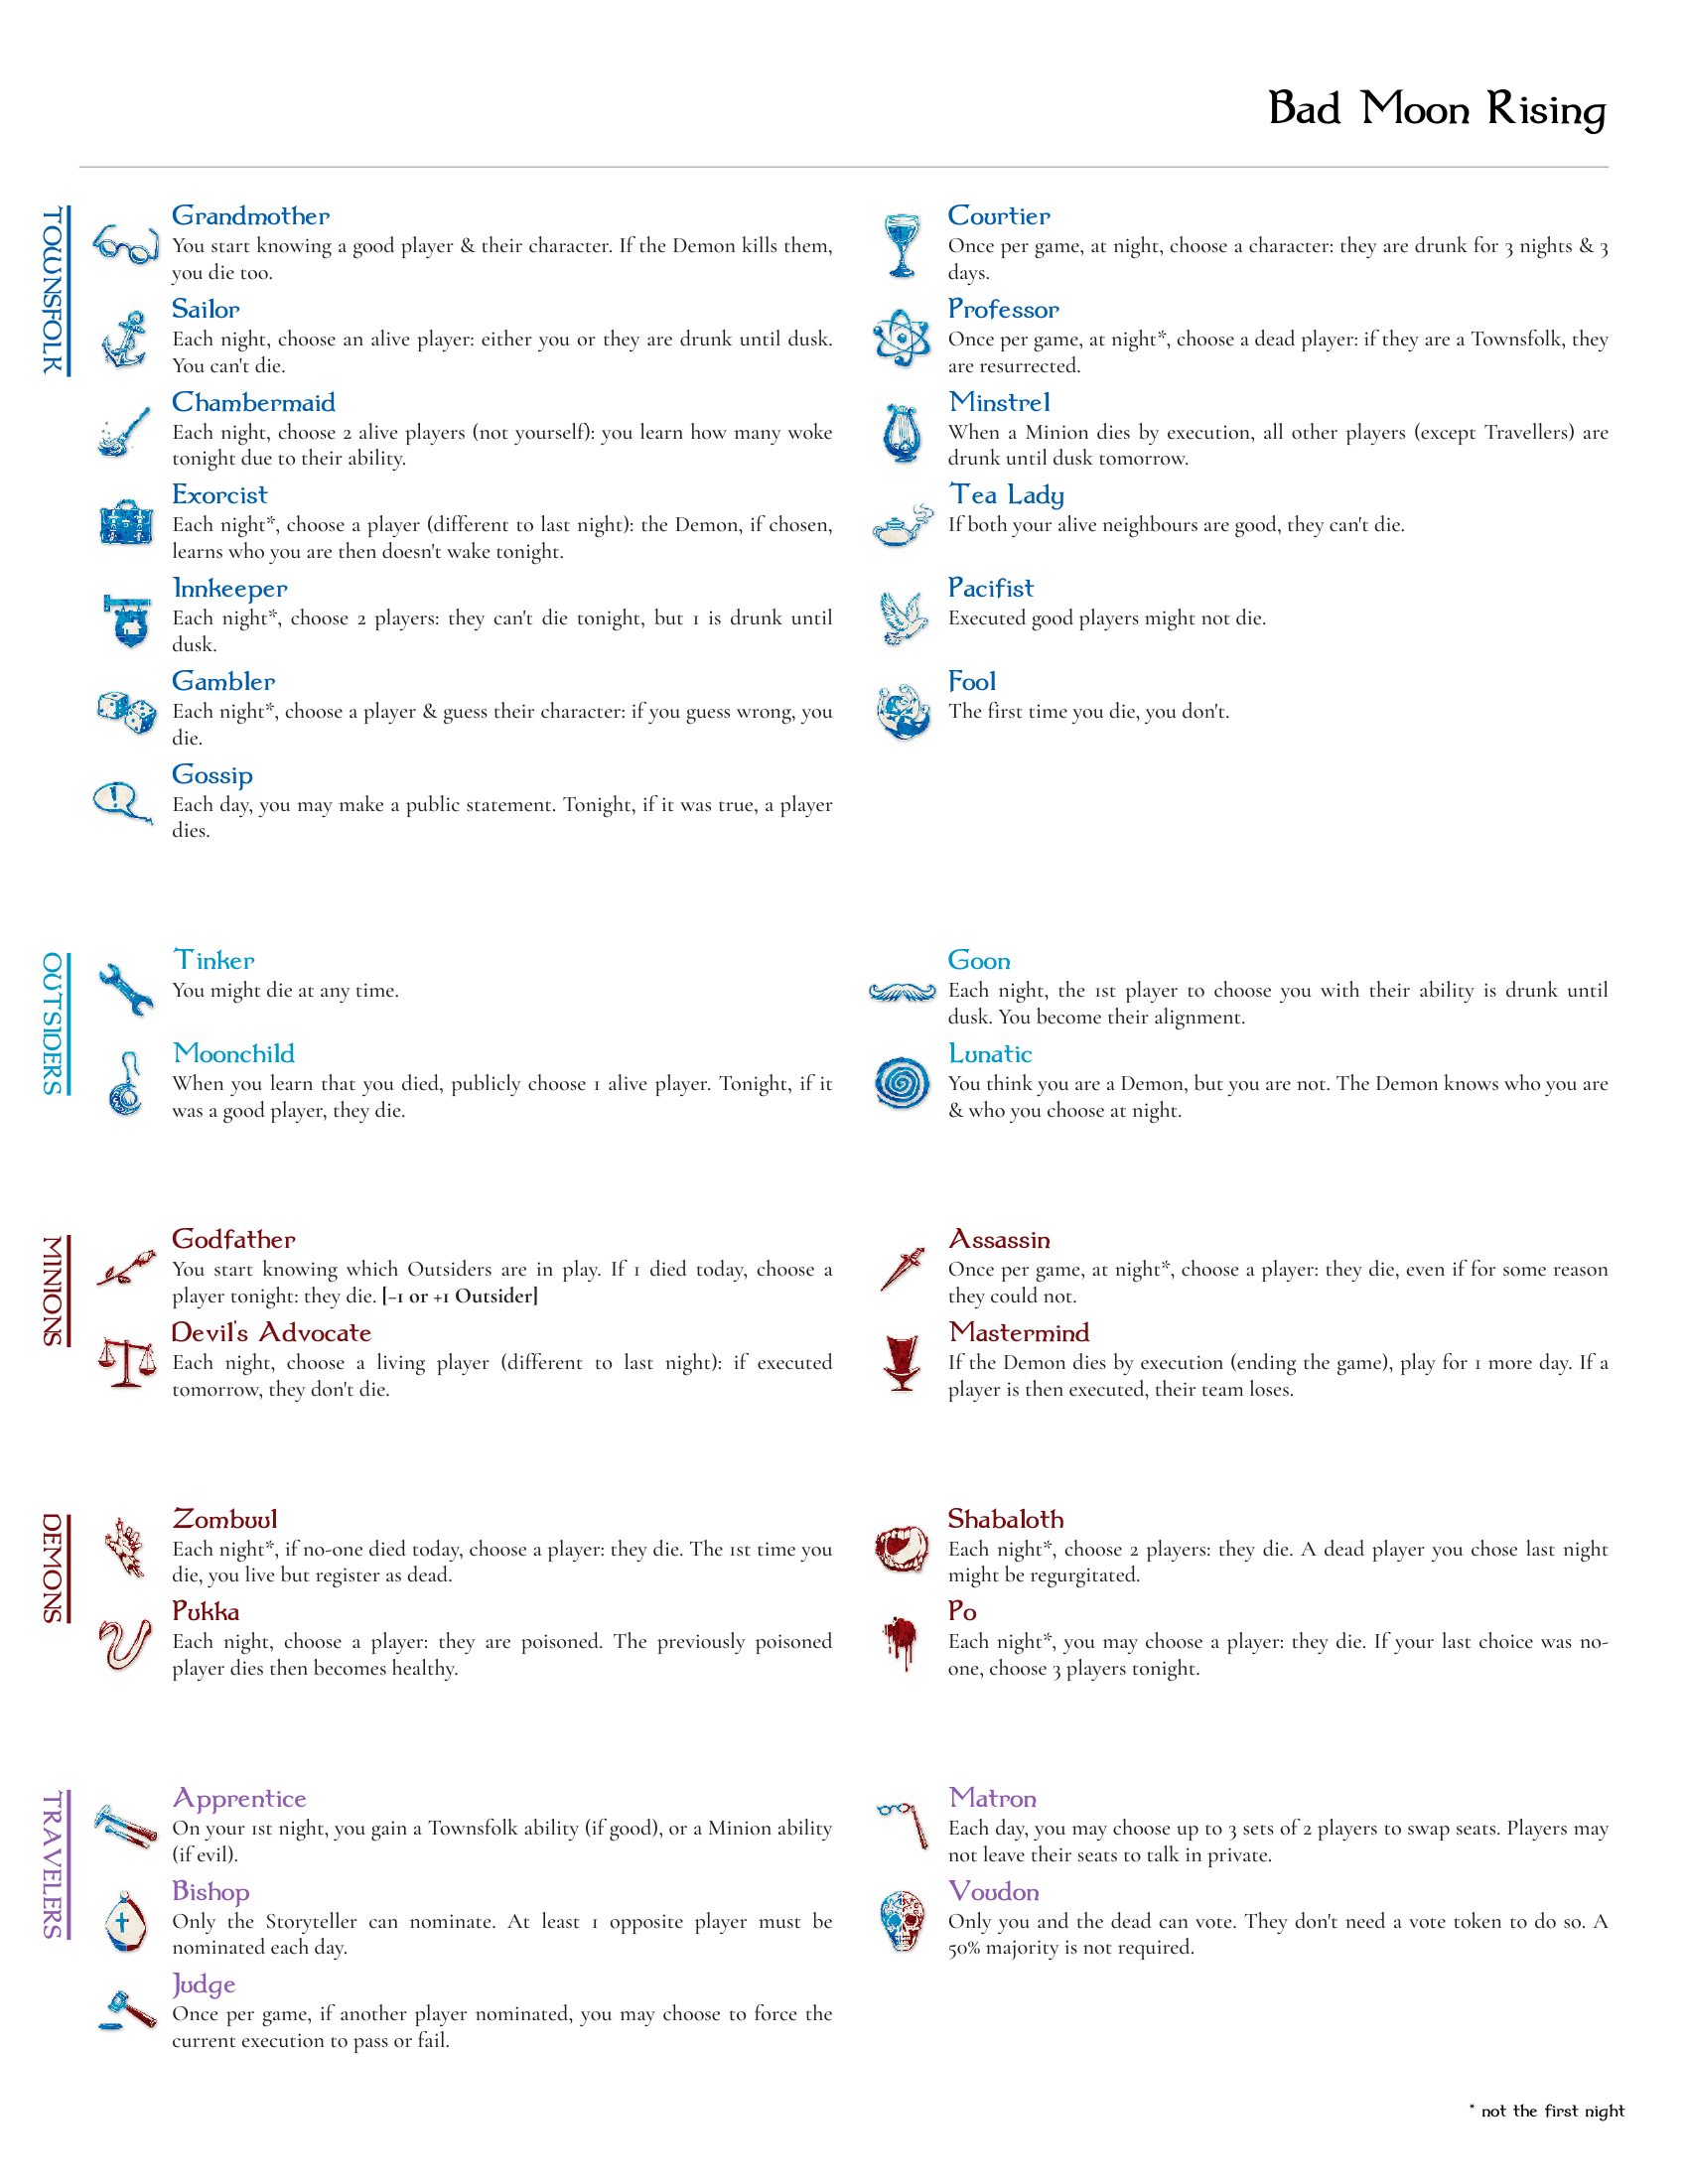 Bad Moon Rising
TOWNSFOLK
Grandmother
You start knowing a good player & their character. If the Demon kills them,
you die too.
Sailor
Each night, choose an alive player: either you or they are drunk until dusk.
You can't die.
Chambermaid
Each night, choose 2 alive players (not yourself): you learn how many woke
tonight due to their ability.
Exorcist
Each night*, choose a player (different to last night): the Demon, if chosen,
learns who you are then doesn't wake tonight.
Innkeeper
Each night*, choose 2 players: they can't die tonight, but 1 is drunk until
dusk.
Gambler
Each night*, choose a player & guess their character: if you guess wrong, you
die.
Gossip
Each day, you may make a public statement. Tonight, if it was true, a player
dies.
Courtier
Once per game, at night, choose a character: they are drunk for 3 nights & 3
days.
Professor
Once per game, at night*, choose a dead player: if they are a Townsfolk, they
are resurrected.
Minstrel
When a Minion dies by execution, all other players (except Travellers) are
drunk until dusk tomorrow.
Tea Lady
If both your alive neighbours are good, they can't die.
Pacifist
Executed good players might not die.
Fool
The first time you die, you don't.
OUTSIDERS
Tinker
You might die at any time.
Moonchild
When you learn that you died, publicly choose 1 alive player. Tonight, if it
was a good player, they die.
Goon
Each night, the 1st player to choose you with their ability is drunk until
dusk. You become their alignment.
Lunatic
You think you are a Demon, but you are not. The Demon knows who you are
& who you choose at night.
MINIONS
Godfather
You start knowing which Outsiders are in play. If 1 died today, choose a
player tonight: they die. [-1 or +1 Outsider]
Devil's Advocate
Each night, choose a living player (different to last night): if executed
tomorrow, they don't die.
Assassin
Once per game, at night*, choose a player: they die, even if for some reason
they could not.
Mastermind
If the Demon dies by execution (ending the game), play for 1 more day. If a
player is then executed, their team loses.
DEMONS
Zombuul
Each night*, if no-one died today, choose a player: they die. The 1st time you
die, you live but register as dead.
Pukka
Each night, choose a player: they are poisoned. The previously poisoned
player dies then becomes healthy.
Shabaloth
Each night*, choose 2 players: they die. A dead player you chose last night
might be regurgitated.
Po
Each night*, you may choose a player: they die. If your last choice was no-
one, choose 3 players tonight.
TRAVELERS
Apprentice
On your 1st night, you gain a Townsfolk ability (if good), or a Minion ability
(if evil).
Bishop
Only the Storyteller can nominate. At least 1 opposite player must be
nominated each day.
Judge
Once per game, if another player nominated, you may choose to force the
current execution to pass or fail.
Matron
Each day, you may choose up to 3 sets of 2 players to swap seats. Players may
not leave their seats to talk in private.
Voudon
Only you and the dead can vote. They don't need a vote token to do so. A
50% majority is not required.
* not the first night